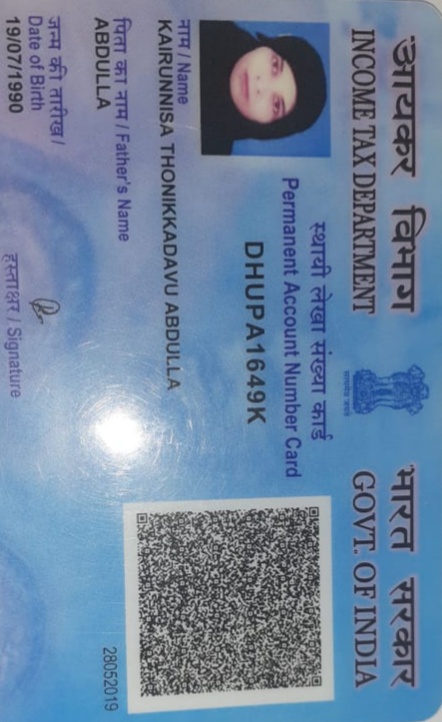 आयकर विभाग
INCOME TAX DEPARTMENT
भारत सरकार
GOVT. OF INDIA
स्थायी लेखा संख्या कार्ड
Permanent Account Number Card
DHUPA1649K
नाम / Name
KAIRUNNISA THONIKKADAVU ABDULLA
पिता का नाम / Father's Name
ABDULLA
जन्म की तारीख /
Date of Birth
19/07/1990
हस्ताक्षर / Signature
28052019